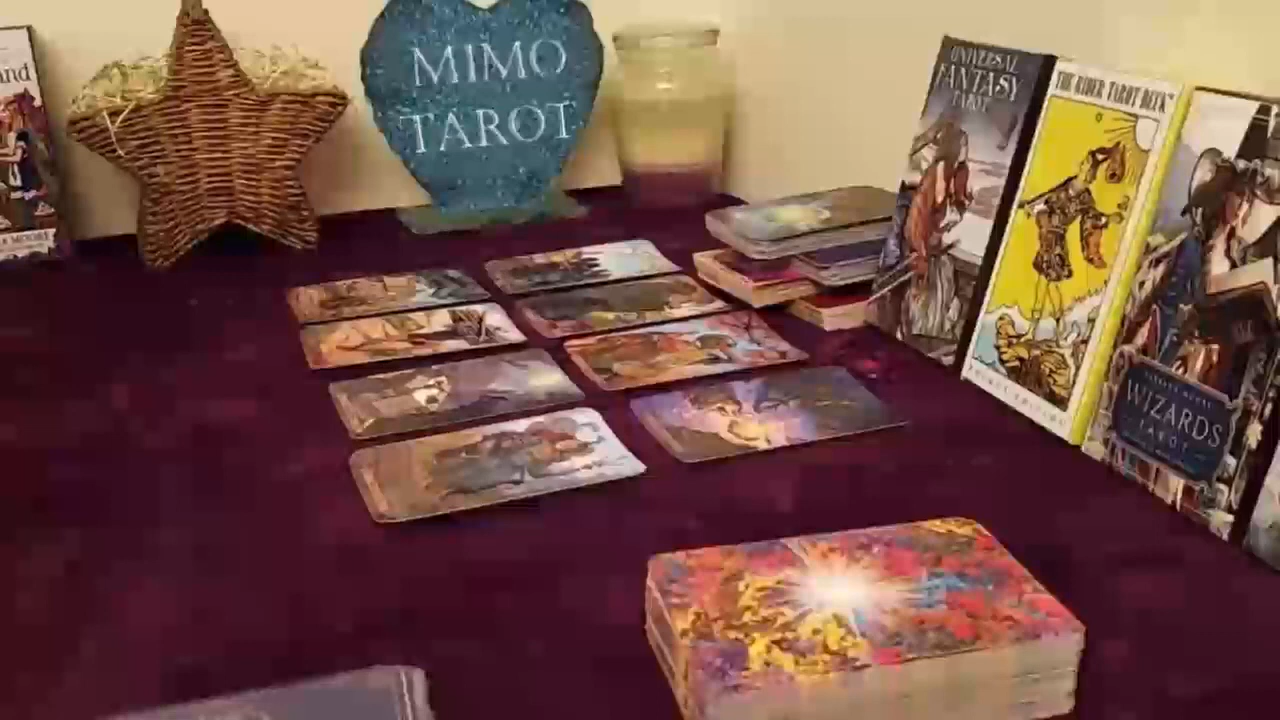 MIMO
TAROT
UNIVERSAL
FANTASY
TAROT
THE RIDER TAROT DECK
WIZARDS
TAROT